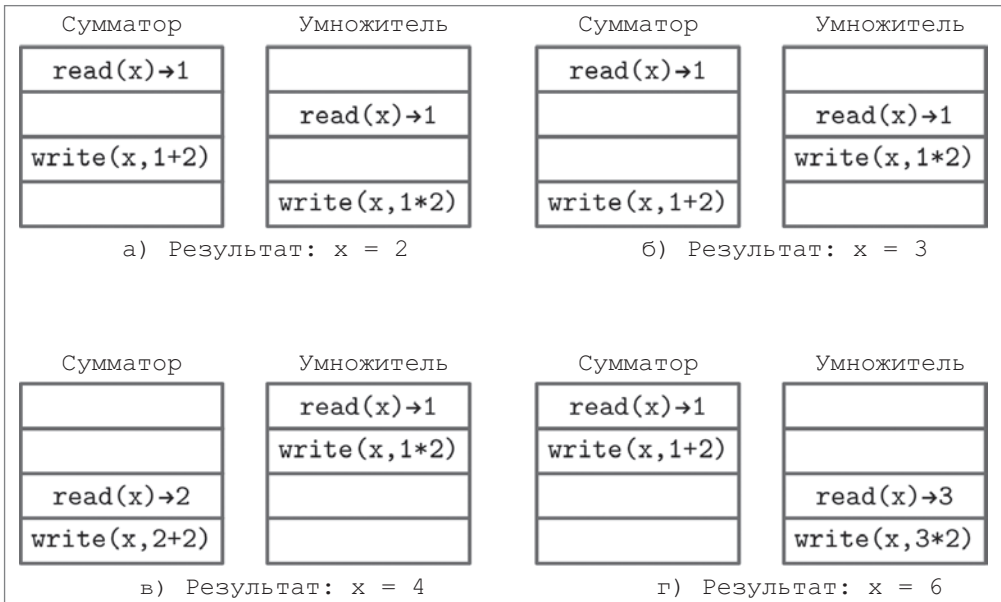 Сумматор Умножитель Сумматор Умножитель
read(x)→1 read(x)→1
read(x)→1 read(x)→1
write(x,1+2) write(x,1*2)
write(x,1*2) write(x,1+2)
а) Результат: x = 2 б) Результат: x = 3
Сумматор Умножитель Сумматор Умножитель
read(x)→1 read(x)→1
write(x,1*2) write(x,1+2)
read(x)→2 read(x)→3
write(x,2+2) write(x,3*2)
в) Результат: x = 4 г) Результат: x = 6